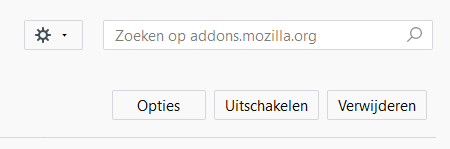 Zoeken op addons.mozilla.org
Opties Uitschakelen Verwijderen